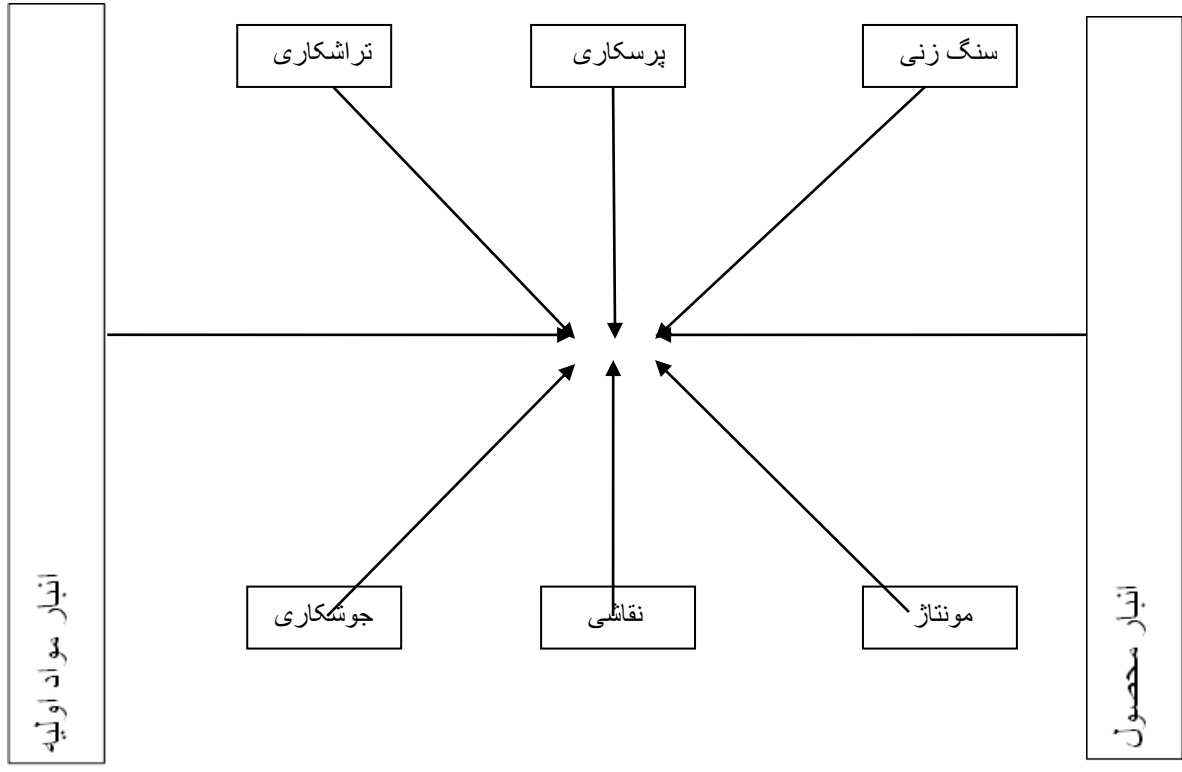 سنگ زنی
پرسکاری
تراشکاری
انبار محصول
انبار مواد اولیه
مونتاژ
نقاشی
جوشکاری